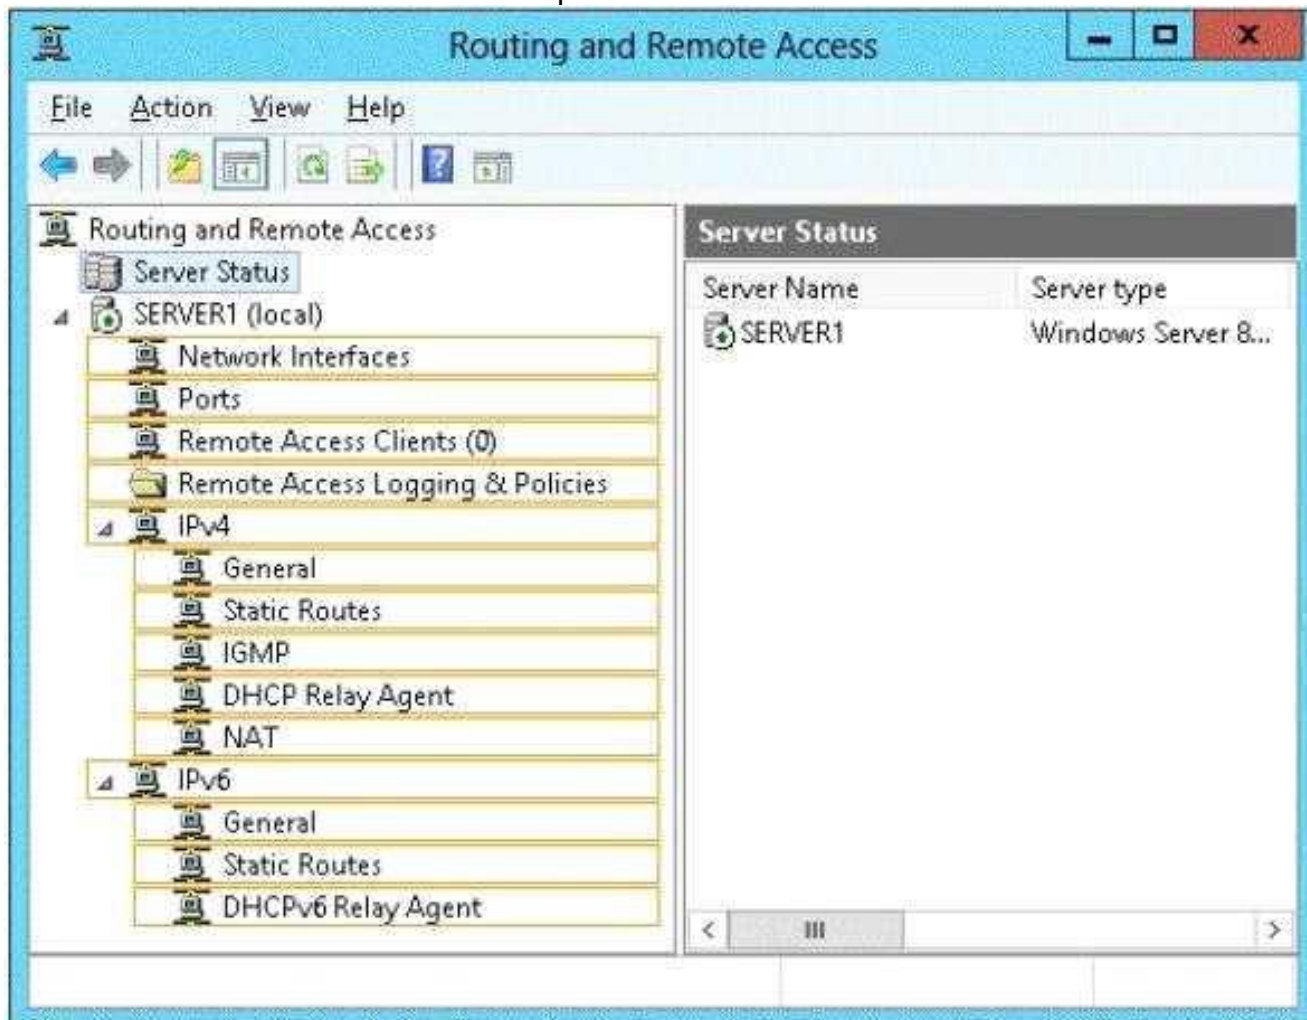 Routing and Remote Access
File Action View Help
Routing and Remote Access
Server Status
SERVER1 (local)
Network Interfaces
Ports
Remote Access Clients (0)
Remote Access Logging & Policies
IPv4
General
Static Routes
IGMP
DHCP Relay Agent
NAT
IPv6
General
Static Routes
DHCPv6 Relay Agent
Server Status
Server Name Server type
SERVER1 Windows Server 8...